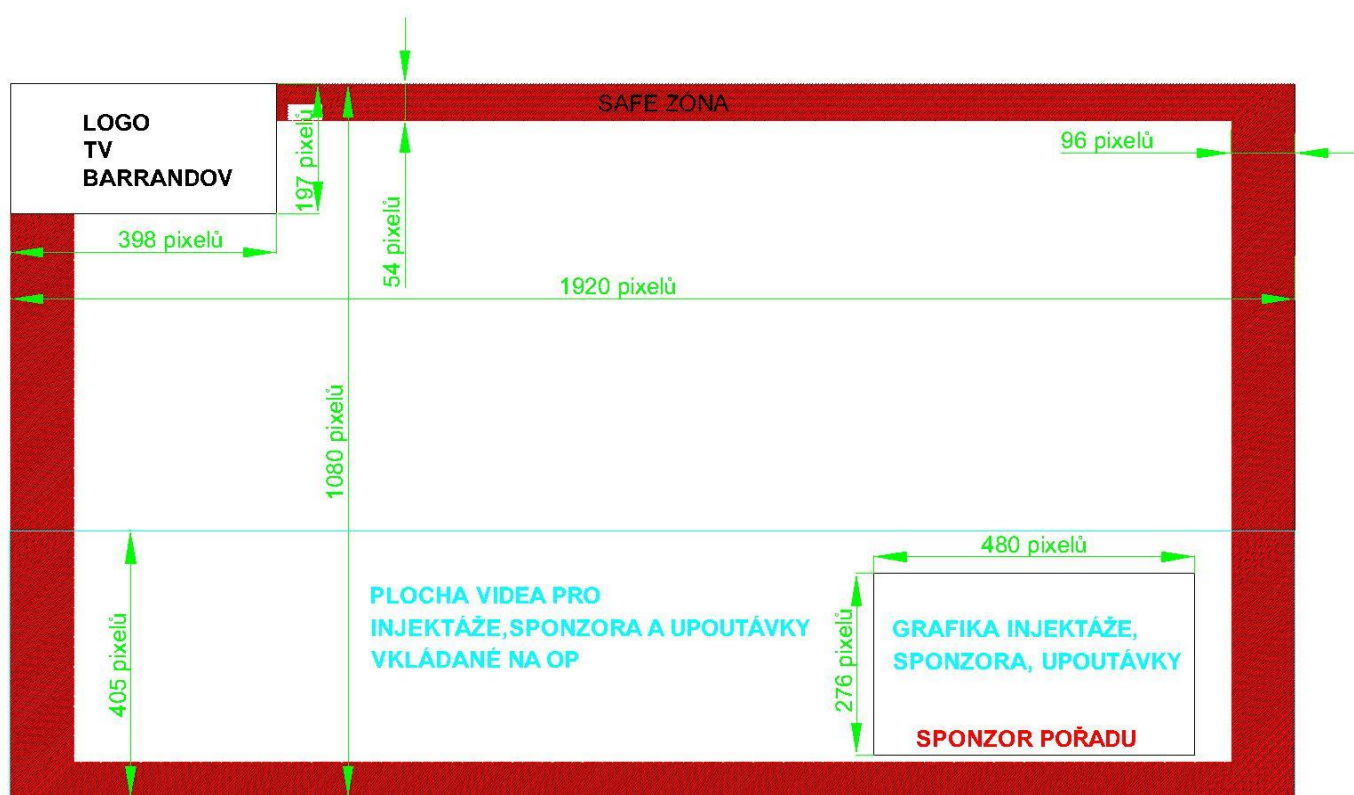 SAFE ZÓNA
LOGO
TV
BARRANDOV
197 pixelů
96 pixelů
398 pixelů
54 pixelů
1920 pixelů
1080 pixelů
480 pixelů
405 pixelů
PLOCHA VIDEA PRO
INJEKTÁŽE,SPONZORA A UPOUTÁVKY
VKLÁDANÉ NA OP
276 pixelů
GRAFIKA INJEKTÁŽE,
SPONZORA, UPOUTÁVKY
SPONZOR POŘADU